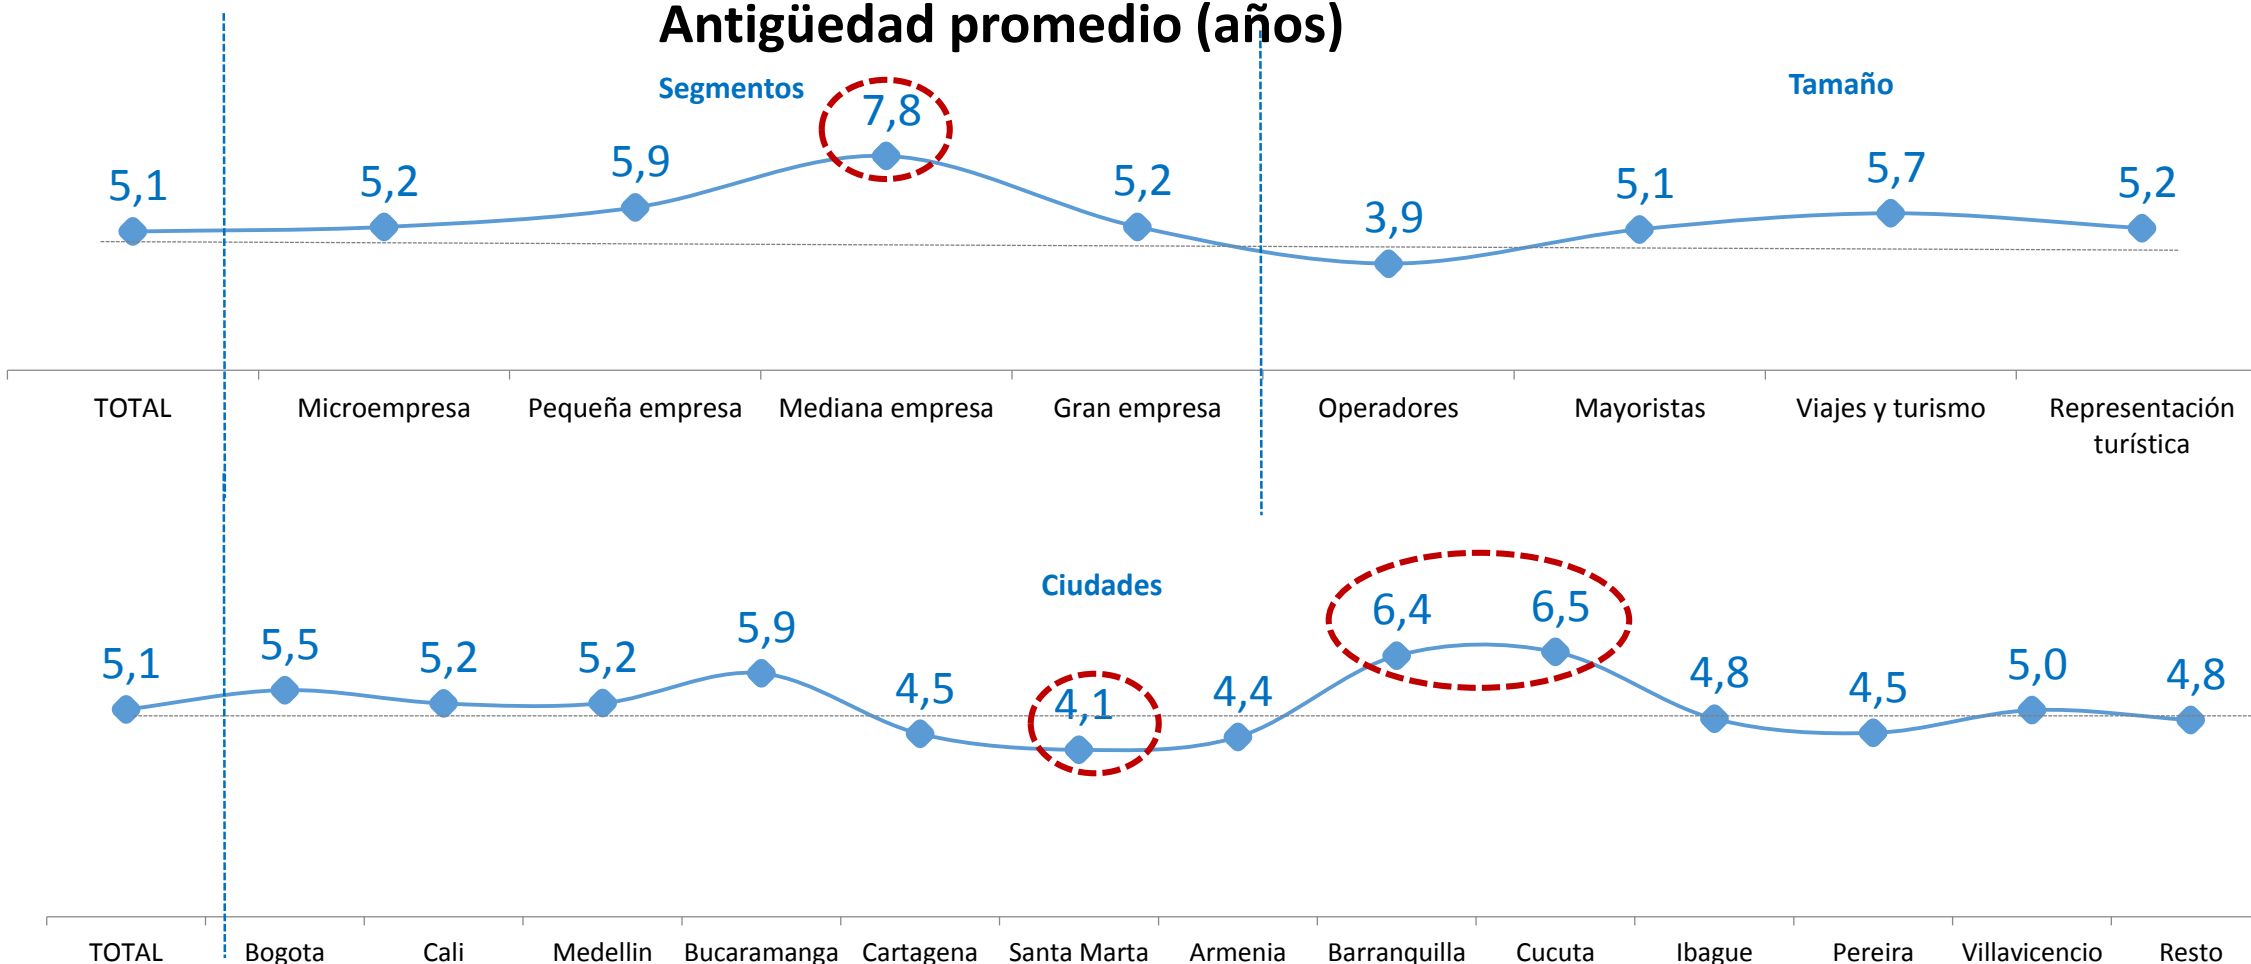 Antigüedad promedio (años)
Segmentos
Tamaño
5,1
5,2
5,9
7,8
5,2
3,9
5,1
5,7
5,2
TOTAL
Microempresa
Pequeña empresa
Mediana empresa
Gran empresa
Operadores
Mayoristas
Viajes y turismo
Representación
turística
Ciudades
5,1
5,5
5,2
5,2
5,9
4,5
4,1
4,4
6,4
6,5
4,8
4,5
5,0
4,8
TOTAL
Bogota
Cali
Medellin
Bucaramanga
Cartagena
Santa Marta
Armenia
Barranquilla
Cucuta
Ibague
Pereira
Villavicencio
Resto